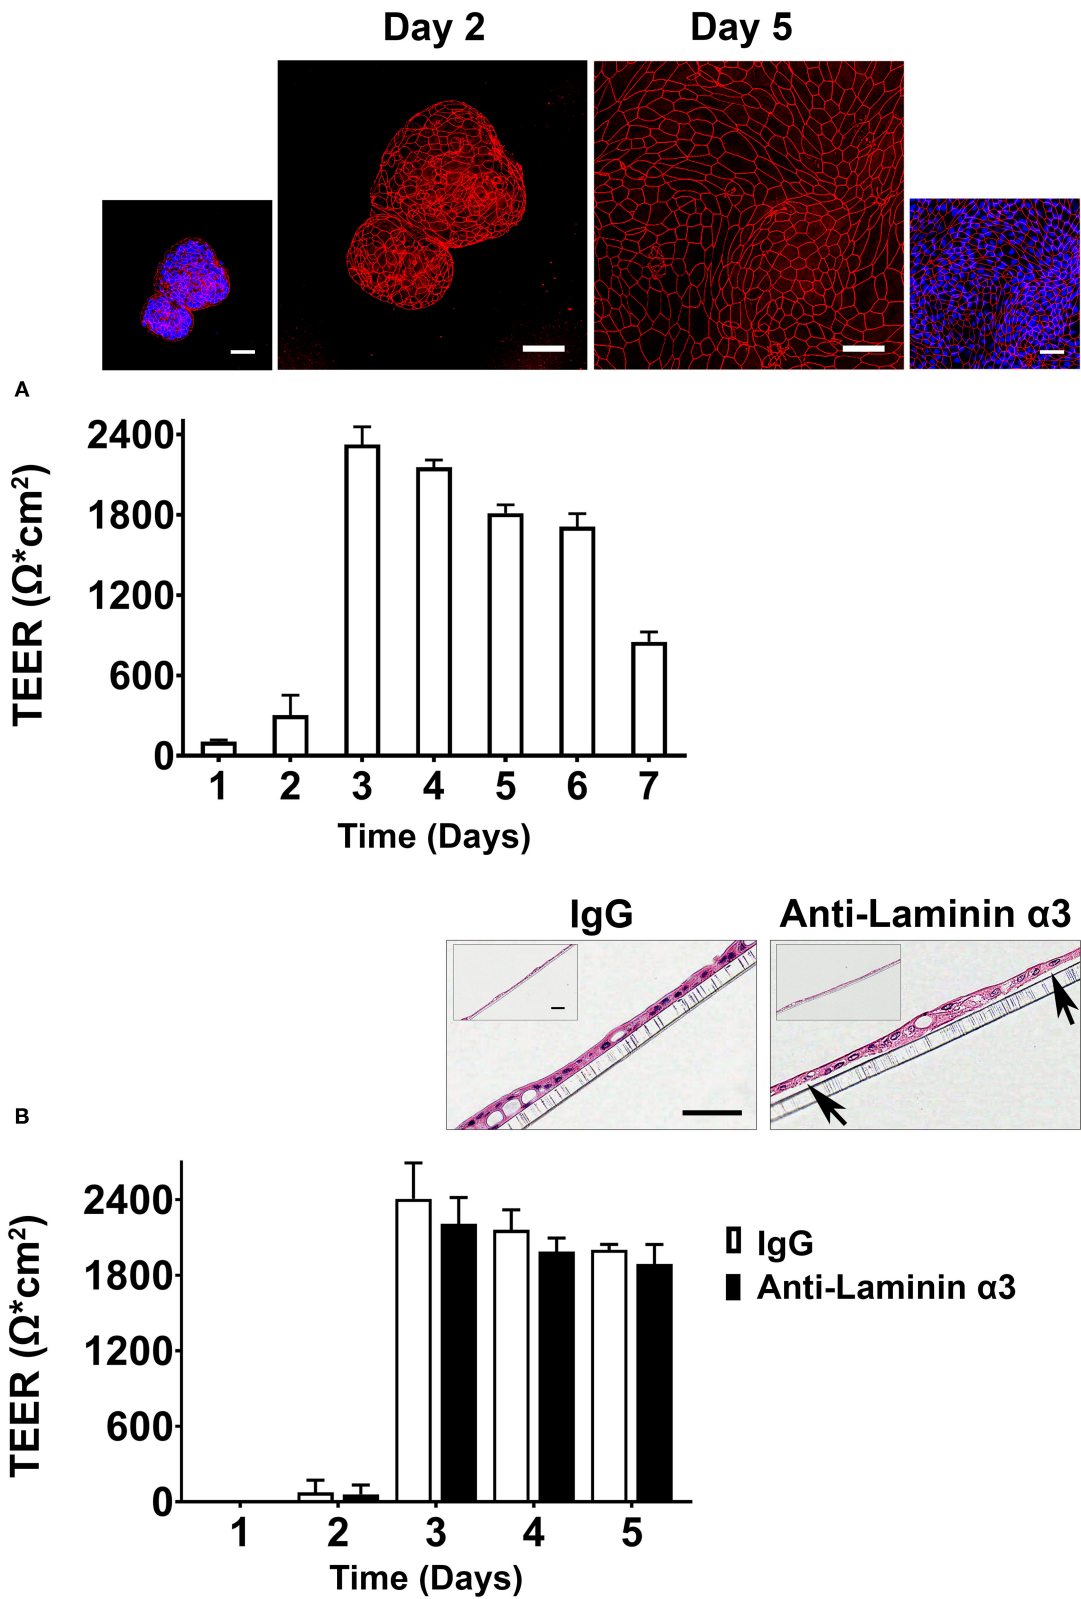 Day 2 Day 5
A
TEER (Ω*cm²)
2400
1800
1200
600
0
1 2 3 4 5 6 7
Time (Days)
IgG Anti-Laminin α3
B
TEER (Ω*cm²)
2400
1800
1200
600
0
1 2 3 4 5
Time (Days)
IgG
Anti-Laminin α3